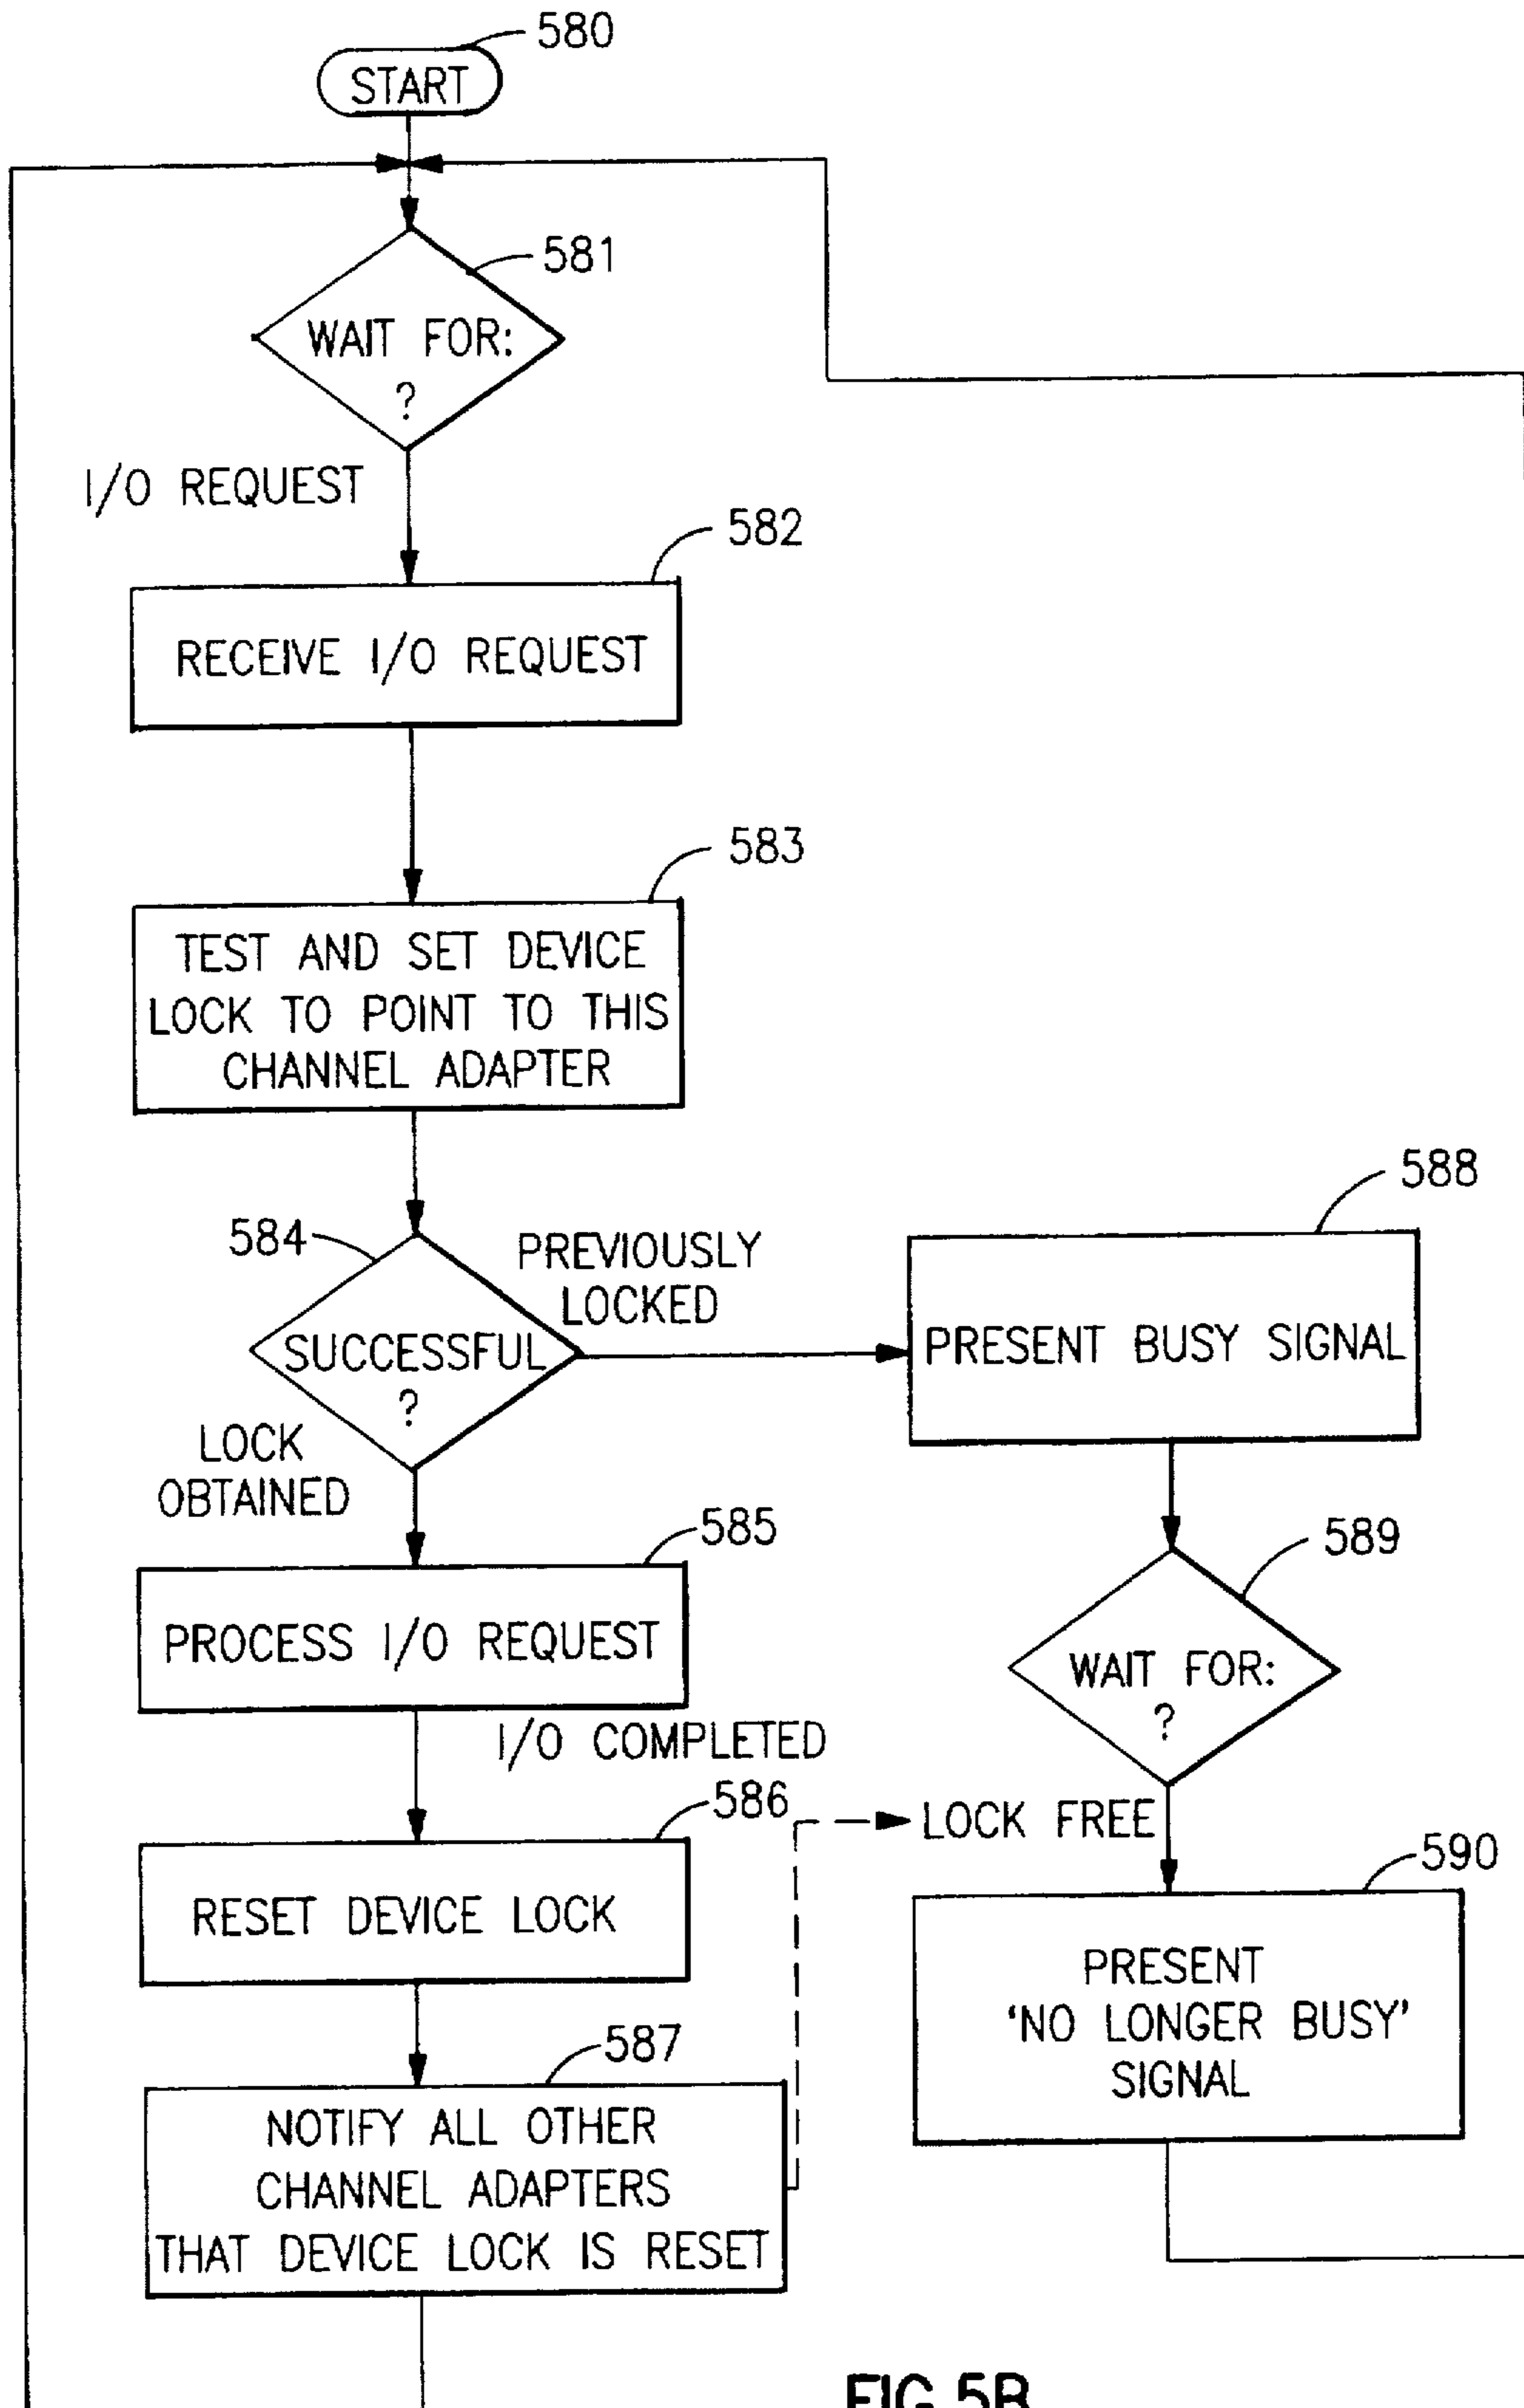 580
START
581
WAIT FOR:
?
I/O REQUEST
582
RECEIVE I/O REQUEST
583
TEST AND SET DEVICE
LOCK TO POINT TO THIS
CHANNEL ADAPTER
584
SUCCESSFUL
?
PREVIOUSLY
LOCKED
588
PRESENT BUSY SIGNAL
LOCK
OBTAINED
585
PROCESS I/O REQUEST
589
WAIT FOR:
?
I/O COMPLETED
586
RESET DEVICE LOCK
LOCK FREE
590
PRESENT
'NO LONGER BUSY'
SIGNAL
587
NOTIFY ALL OTHER
CHANNEL ADAPTERS
THAT DEVICE LOCK IS RESET
FIG.5B